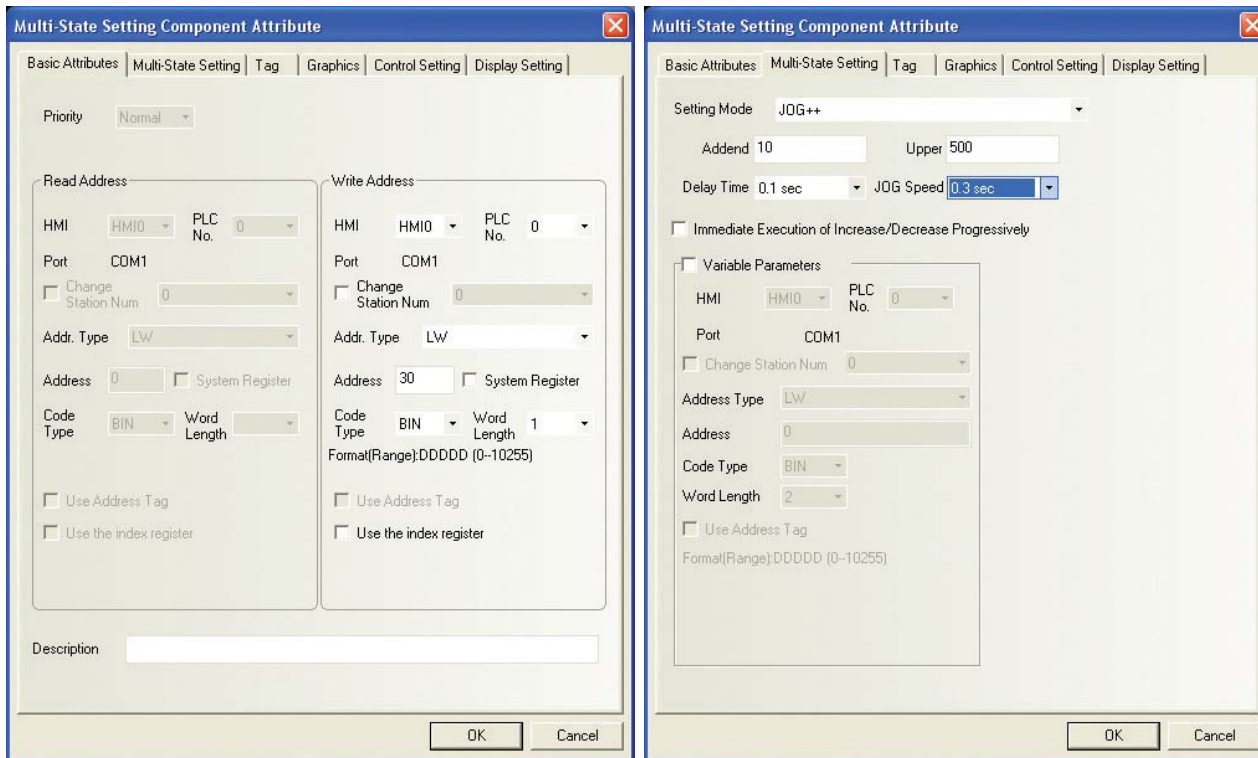 Multi-State Setting Component Attribute
Basic Attributes Multi-State Setting Tag Graphics Control Setting Display Setting
Priority Normal
Read Address
HMI HMI0 PLC No. 0
Port COM1
Change Station Num 0
Addr. Type LW
Address 0 System Register
Code Type BIN Word Length
Use Address Tag
Use the index register
Write Address
HMI HMI0 PLC No. 0
Port COM1
Change Station Num 0
Addr. Type LW
Address 30 System Register
Code Type BIN Word Length 1
Format(Range):DDDDD (0--10255)
Use Address Tag
Use the index register
Description
OK Cancel
Multi-State Setting Component Attribute
Basic Attributes Multi-State Setting Tag Graphics Control Setting Display Setting
Setting Mode JOG++
Addend 10 Upper 500
Delay Time 0.1 sec JOG Speed 0.3 sec
Immediate Execution of Increase/Decrease Progressively
Variable Parameters
HMI HMI0 PLC No. 0
Port COM1
Change Station Num 0
Address Type LW
Address 0
Code Type BIN
Word Length 2
Use Address Tag
Format(Range):DDDDD (0--10255)
OK Cancel